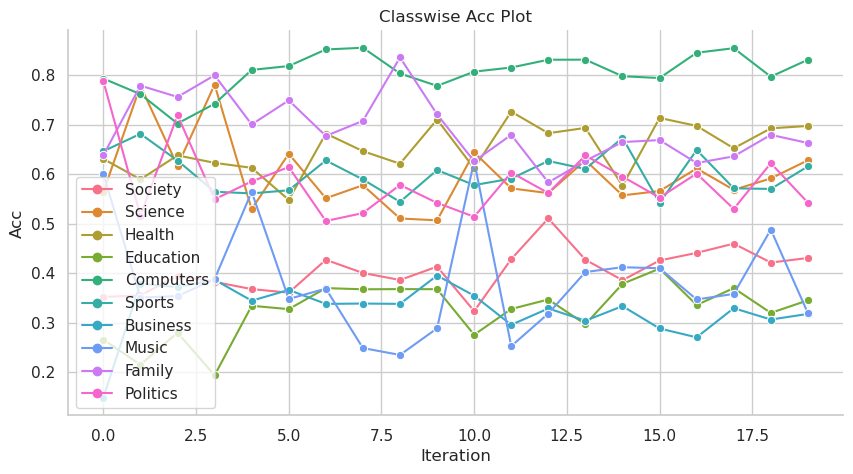 Classwise Acc Plot
0.8
0.7
0.6
0.5
0.4
0.3
0.2
Acc
Society
Science
Health
Education
Computers
Sports
Business
Music
Family
Politics
0.0 2.5 5.0 7.5 10.0 12.5 15.0 17.5
Iteration